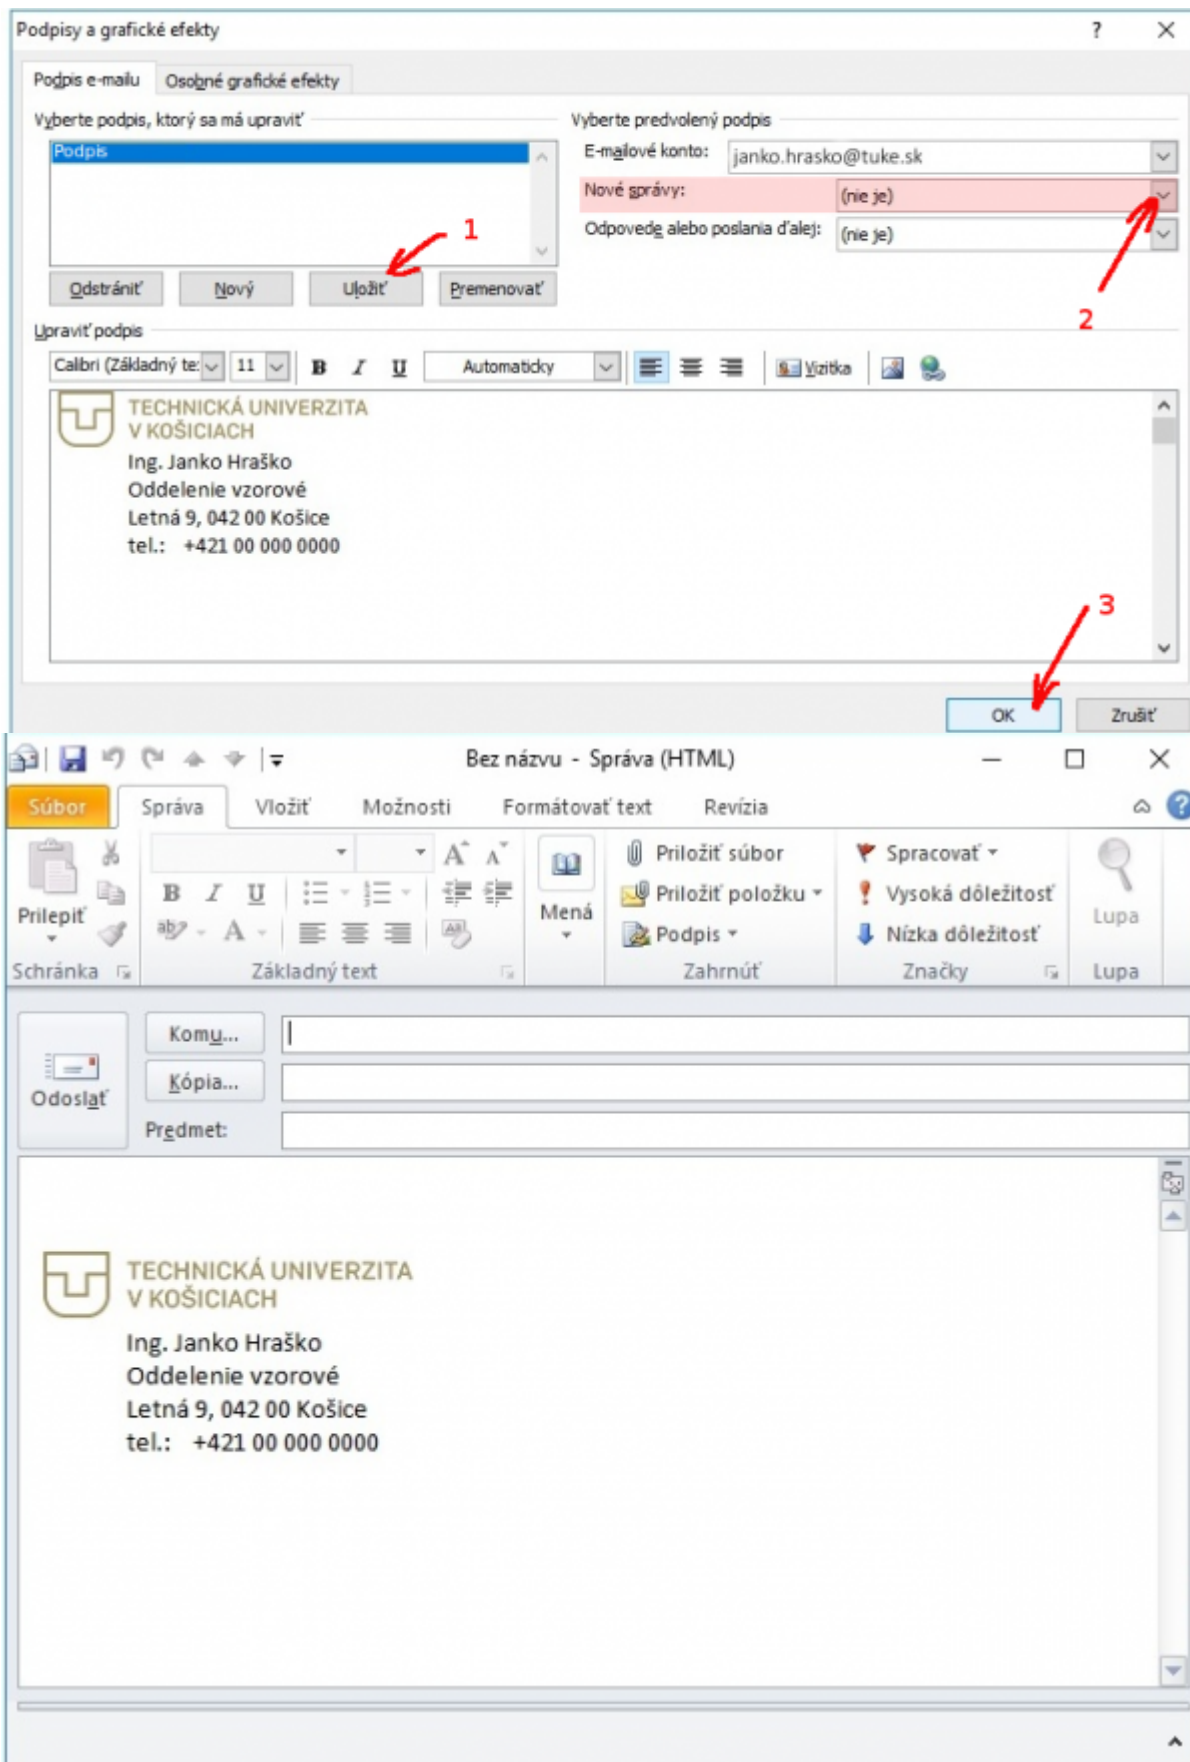 Podpisy a grafické efekty ? 
Podpis e-mailu Osobné grafické efekty
Vyberte podpis, ktorý sa má upraviť
Podpis
1
Odstrániť Nový Uložiť Premenovať
Vyberte predvolený podpis
E-mailové konto: janko.hrasko@tuke.sk
Nové správy: (nie je)
Odpovede alebo poslania ďalej: (nie je)
2
Upraviť podpis
Calibri (Základný te: 11 B I U Automaticky Vizitka
TECHNICKÁ UNIVERZITA
V KOŠICIACH
Ing. Janko Hraško
Oddelenie vzorové
Letná 9, 042 00 Košice
tel.: +421 00 000 0000
3
OK Zrušiť
Bez názvu - Správa (HTML)
Súbor Správa Vložiť Možnosti Formátovať text Revízia ?
Prilepiť
Schránka
A A
B I U
ab A AB
Základný text
Mená
Priložiť súbor
Priložiť položku
Podpis
Zahrnúť
Spracovať
Vysoká dôležitosť
Nízka dôležitosť
Značky
Lupa
Lupa
Odoslať
Komu...
Kópia...
Predmet:
TECHNICKÁ UNIVERZITA
V KOŠICIACH
Ing. Janko Hraško
Oddelenie vzorové
Letná 9, 042 00 Košice
tel.: +421 00 000 0000